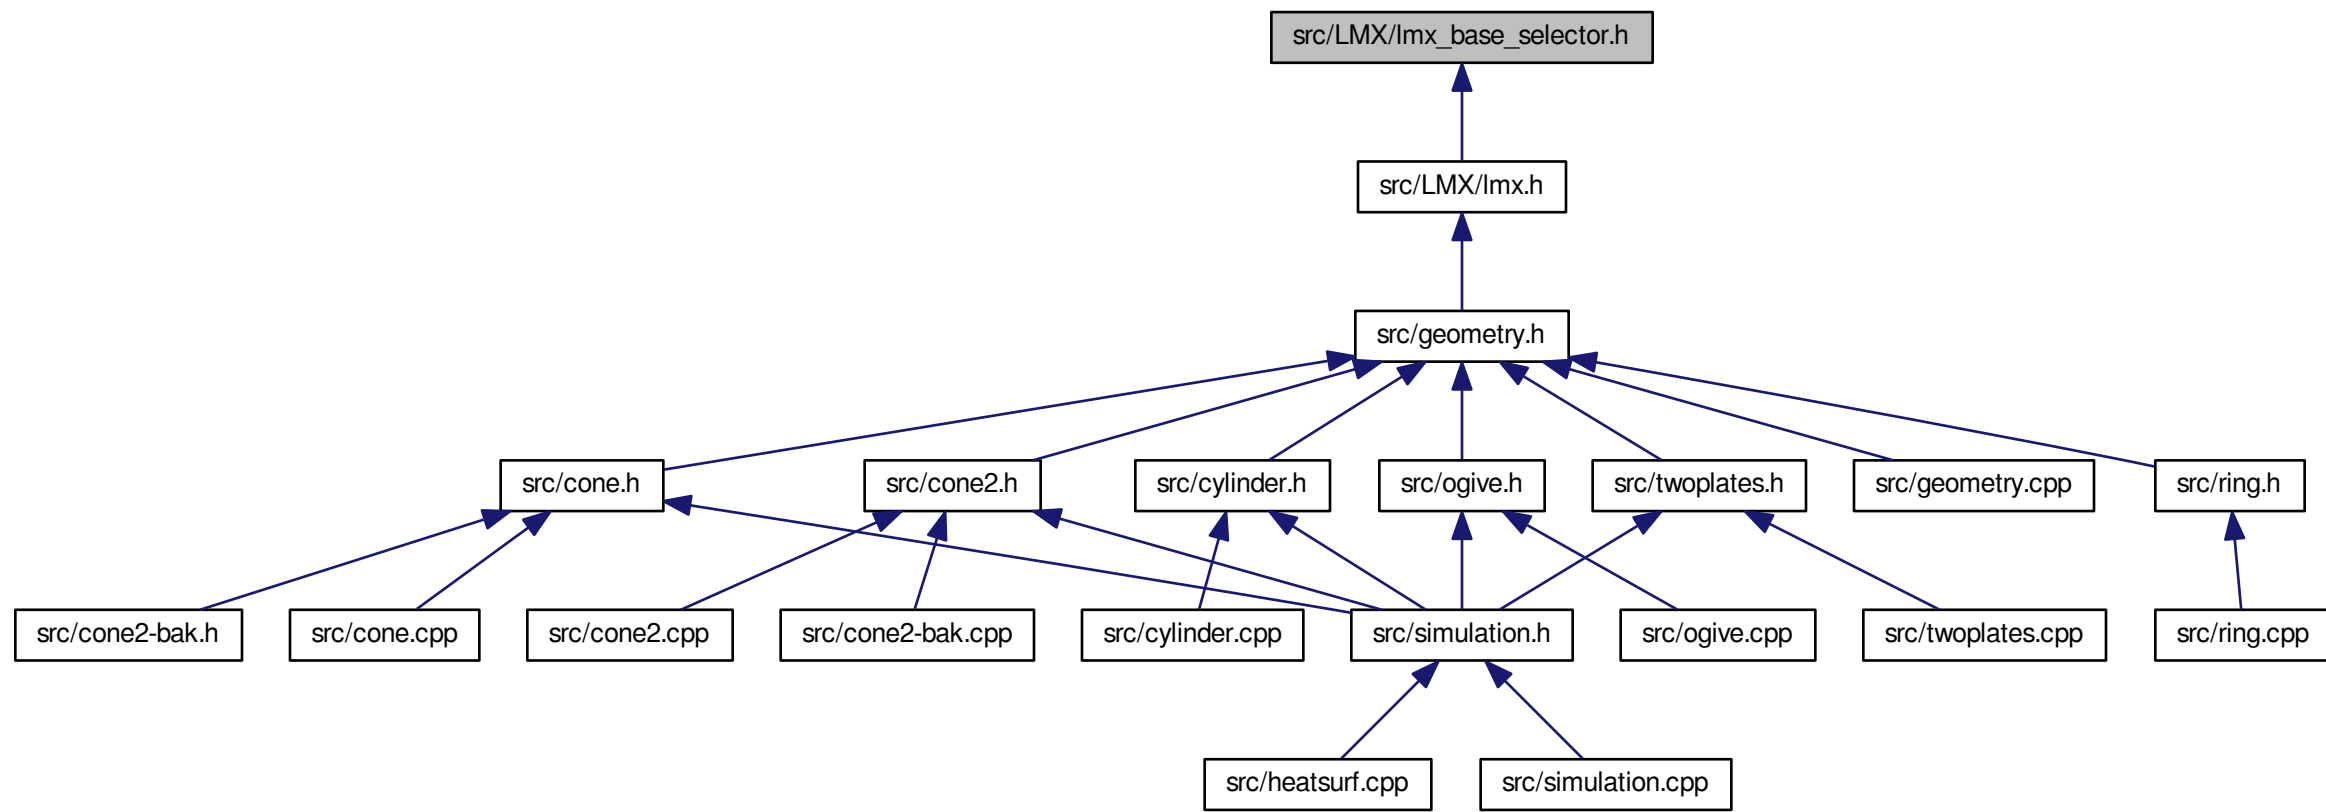 src/LMX/lmx_base_selector.h
src/LMX/lmx.h
src/geometry.h
src/cone.h
src/cone2.h
src/cylinder.h
src/ogive.h
src/twoplates.h
src/geometry.cpp
src/ring.h
src/cone2-bak.h
src/cone.cpp
src/cone2.cpp
src/cone2-bak.cpp
src/cylinder.cpp
src/simulation.h
src/ogive.cpp
src/twoplates.cpp
src/ring.cpp
src/heatsurf.cpp
src/simulation.cpp